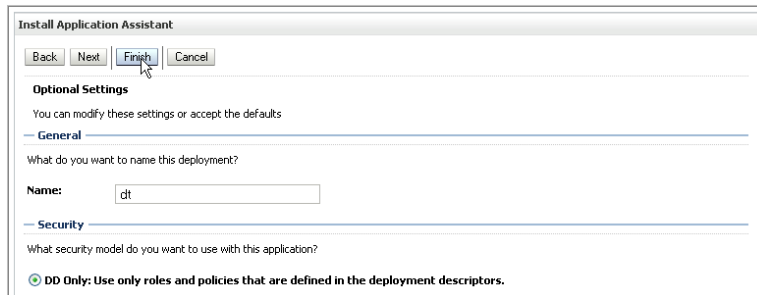 Install Application Assistant
Back Next Finish Cancel
Optional Settings
You can modify these settings or accept the defaults
General
What do you want to name this deployment?
Name: dt
Security
What security model do you want to use with this application?
DD Only: Use only roles and policies that are defined in the deployment descriptors.